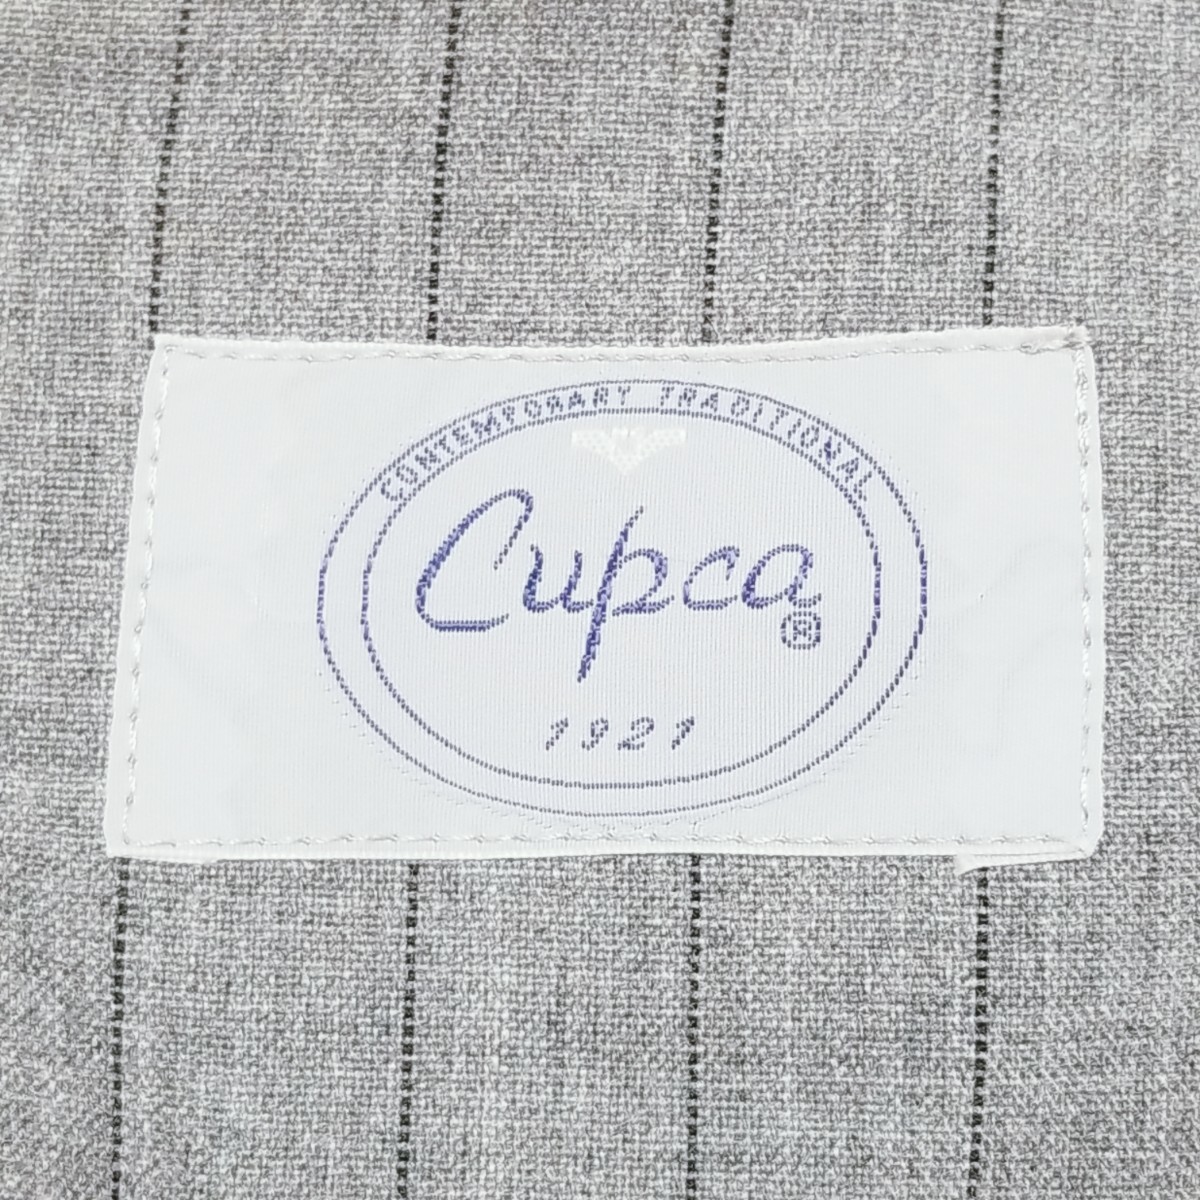 CONTEMPORARY TRADITIONAL
Cupca®
1921